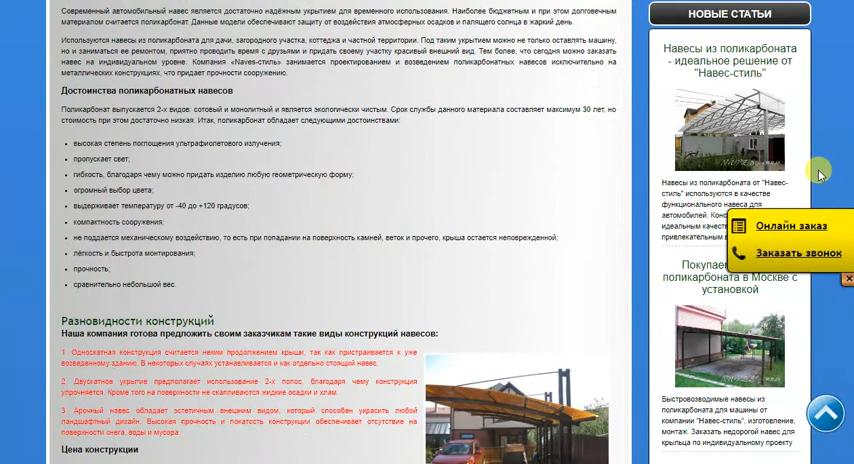 Современный автомобильный навес является достаточно надёжным укрытием для временного использования. Наиболее бюджетным и при этом долговечным
материалом считается поликарбонат. Данные модели обеспечивают защиту от воздействия атмосферных осадков и палящего солнца в жаркий день.
Используются навесы из поликарбоната для дачи, загородного участка, коттеджа и частной территории. Под таким укрытием можно не только оставлять машину,
но и заниматься ее ремонтом, приятно проводить время с друзьями и придать своему участку красивый внешний вид. Тем более, что сегодня можно заказать
навес на индивидуальном уровне. Компания «Naves-стиль» занимается проектированием и возведением поликарбонатных навесов исключительно на
металлических конструкциях, что придает прочности сооружению.
Достоинства поликарбонатных навесов
Поликарбонат выпускается 2-х видов: сотовый и монолитный и является экологически чистым. Срок службы данного материала составляет максимум 30 лет, но
стоимость при этом достаточно низкая. Итак, поликарбонат обладает следующими достоинствами:
высокая степень поглощения ультрафиолетового излучения;
пропускает свет;
гибкость, благодаря чему можно придать изделию любую геометрическую форму;
огромный выбор цвета;
выдерживает температуру от -40 до +120 градусов;
компактность сооружения;
не поддается механическому воздействию, то есть при попадании на поверхность камней, веток и прочего, крыша остается неповрежденной;
лёгкость и быстрота монтирования;
прочность;
сравнительно небольшой вес.
Разновидности конструкций
Наша компания готова предложить своим заказчикам такие виды конструкций навесов:
1 Односкатная конструкция считается неким продолжением крыши, так как пристраивается к уже
возведенному зданию. В некоторых случаях устанавливается и как отдельно стоящий навес.
2 Двускатное укрытие предполагает использование 2-х полос, благодаря чему конструкция
упрочняется. Кроме того на поверхности не скапливаются жидкие осадки и хлам.
3 Арочный навес обладает эстетичным внешним видом, который способен украсить любой
ландшафтный дизайн. Высокая прочность и покатость конструкции обеспечивает отсутствие на
поверхности снега, воды и мусора.
Цена конструкции
НОВЫЕ СТАТЬИ
Навесы из поликарбоната
- идеальное решение от
"Навес-стиль"
Навесы из поликарбоната от "Навес-
стиль" используются в качестве
функционального навеса для
автомобилей.
идеальным
привлекательным
Онлайн заказ
Заказать звонок
Покупаем
поликарбоната в Москве с
установкой
Быстровозводимые навесы из
поликарбоната для машины от
компании "Навес-стиль", изготовление,
монтаж. Заказать недорогой навес для
крыльца по индивидуальному проекту